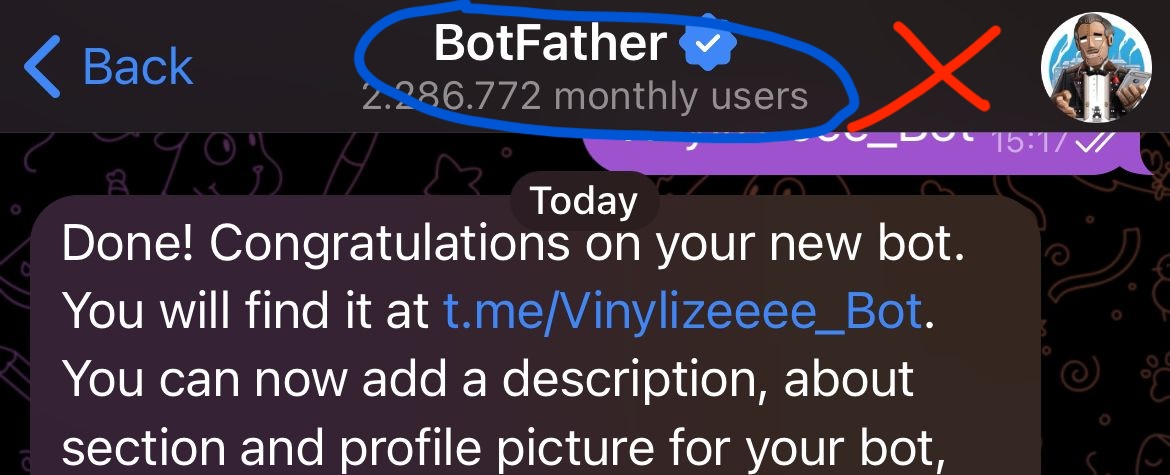 Back
BotFather
2.286.772 monthly users
15:17
Today
Done! Congratulations on your new bot.
You will find it at t.me/Vinylizeeee_Bot.
You can now add a description, about
section and profile picture for your bot,